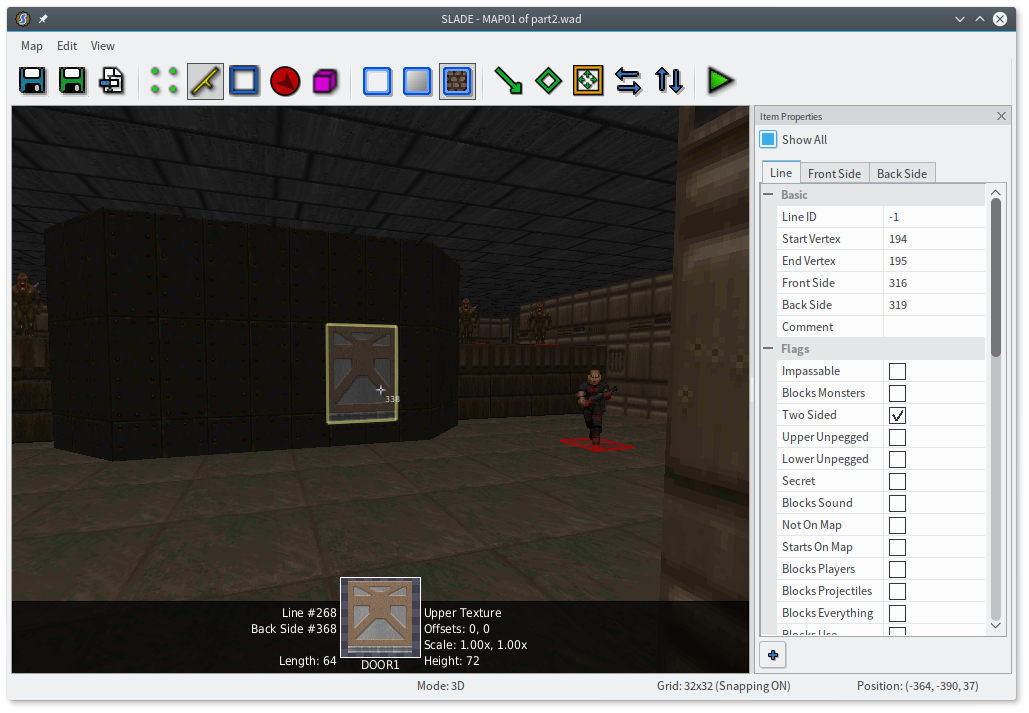 SLADE - MAP01 of part2.wad
Map Edit View
Item Properties
Show All
Line Front Side Back Side
Basic
Line ID -1
Start Vertex 194
End Vertex 195
Front Side 316
Back Side 319
Comment
Flags
Impassable
Blocks Monsters
Two Sided
Upper Unpegged
Lower Unpegged
Secret
Blocks Sound
Not On Map
Starts On Map
Blocks Players
Blocks Projectiles
Blocks Everything
Blocks Use
338
Line #268
Back Side #368
Length: 64
DOOR1
Upper Texture
Offsets: 0, 0
Scale: 1.00x, 1.00x
Height: 72
Mode: 3D
Grid: 32x32 (Snapping ON)
Position: (-364, -390, 37)